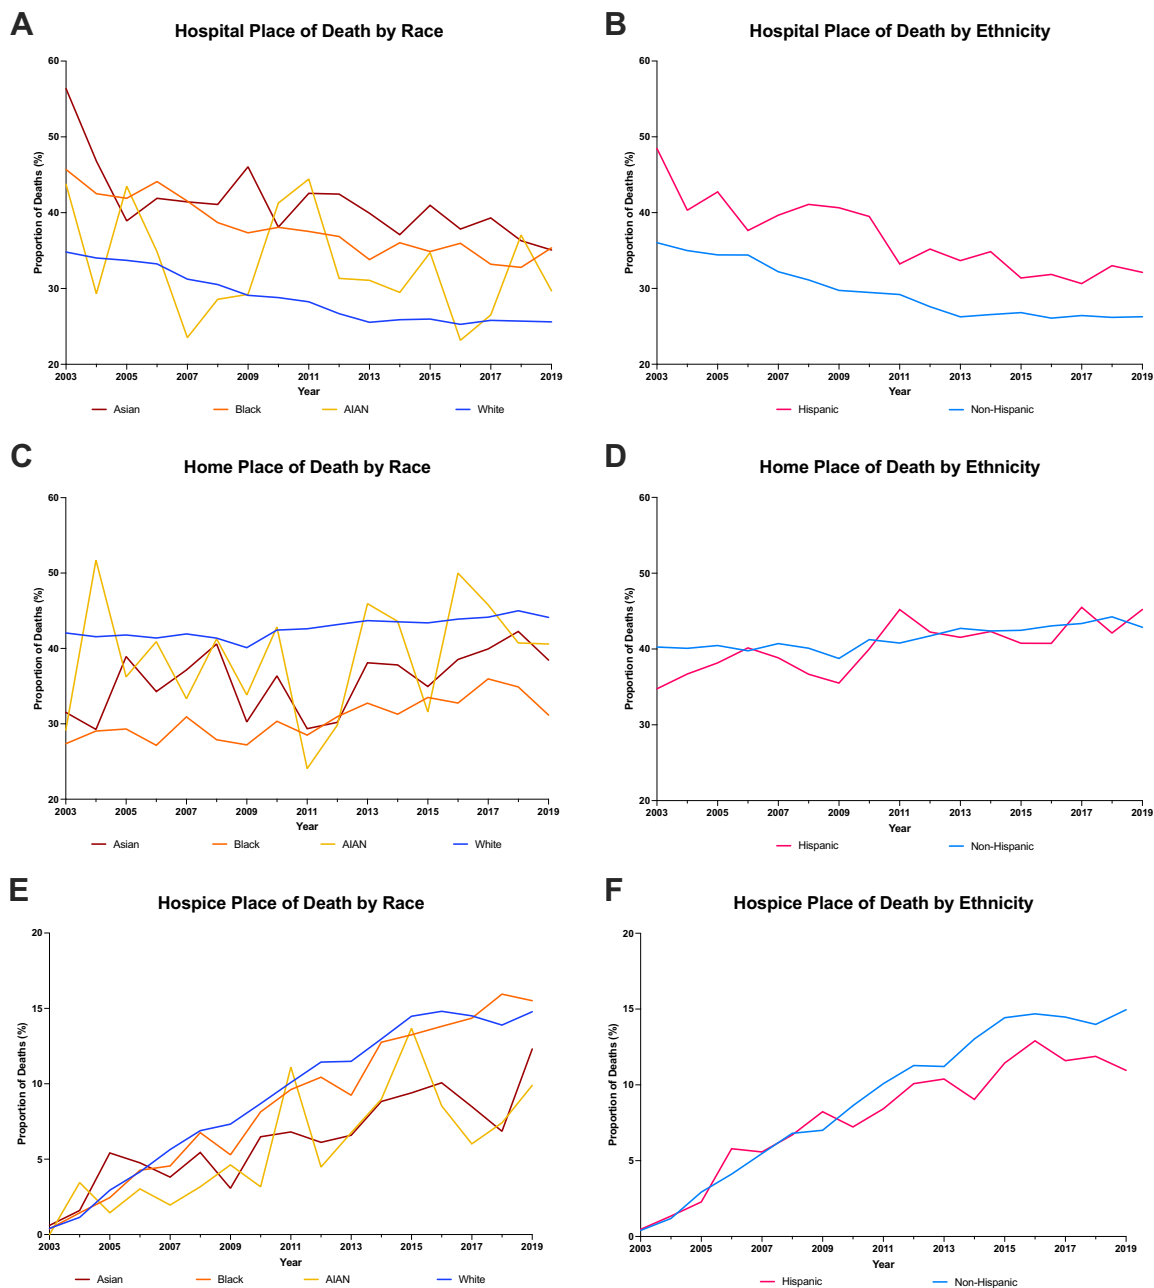 A
Hospital Place of Death by Race
Proportion of Deaths (%)
60
50
40
30
20
2003 2005 2007 2009 2011 2013 2015 2017 2019
Year
Asian Black AIAN White
B
Hospital Place of Death by Ethnicity
Proportion of Deaths (%)
60
50
40
30
20
2003 2005 2007 2009 2011 2013 2015 2017 2019
Year
Hispanic Non-Hispanic
C
Home Place of Death by Race
Proportion of Deaths (%)
60
50
40
30
20
2003 2005 2007 2009 2011 2013 2015 2017 2019
Year
Asian Black AIAN White
D
Home Place of Death by Ethnicity
Proportion of Deaths (%)
60
50
40
30
20
2003 2005 2007 2009 2011 2013 2015 2017 2019
Year
Hispanic Non-Hispanic
E
Hospice Place of Death by Race
Proportion of Deaths (%)
20
15
10
5
0
2003 2005 2007 2009 2011 2013 2015 2017 2019
Year
Asian Black AIAN White
F
Hospice Place of Death by Ethnicity
Proportion of Deaths (%)
20
15
10
5
0
2003 2005 2007 2009 2011 2013 2015 2017 2019
Year
Hispanic Non-Hispanic